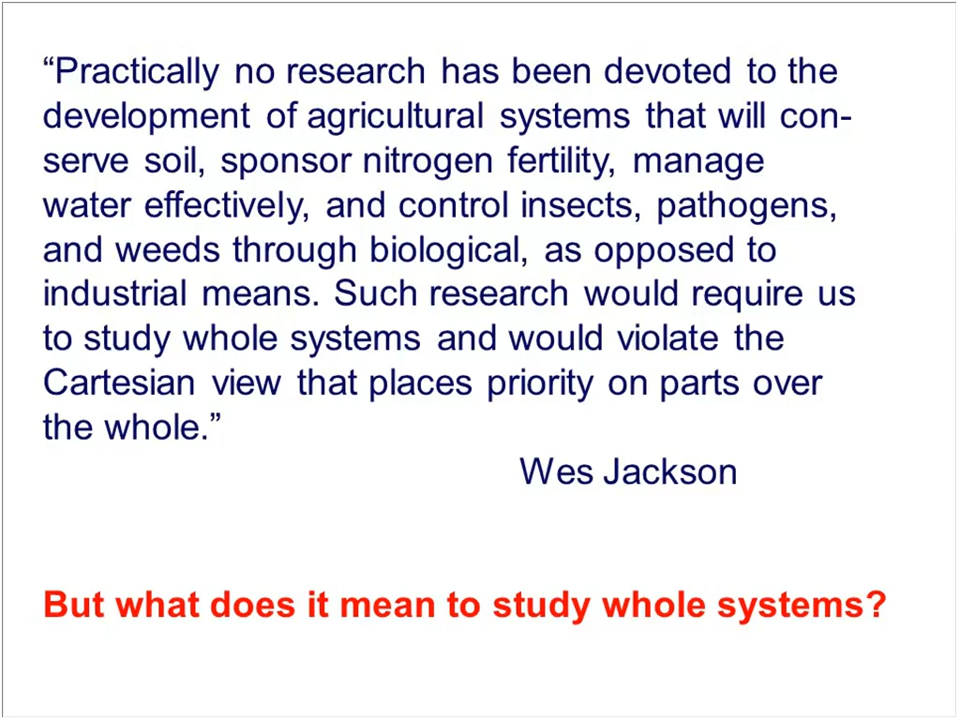 “Practically no research has been devoted to the
development of agricultural systems that will con-
serve soil, sponsor nitrogen fertility, manage
water effectively, and control insects, pathogens,
and weeds through biological, as opposed to
industrial means. Such research would require us
to study whole systems and would violate the
Cartesian view that places priority on parts over
the whole.”
Wes Jackson
But what does it mean to study whole systems?